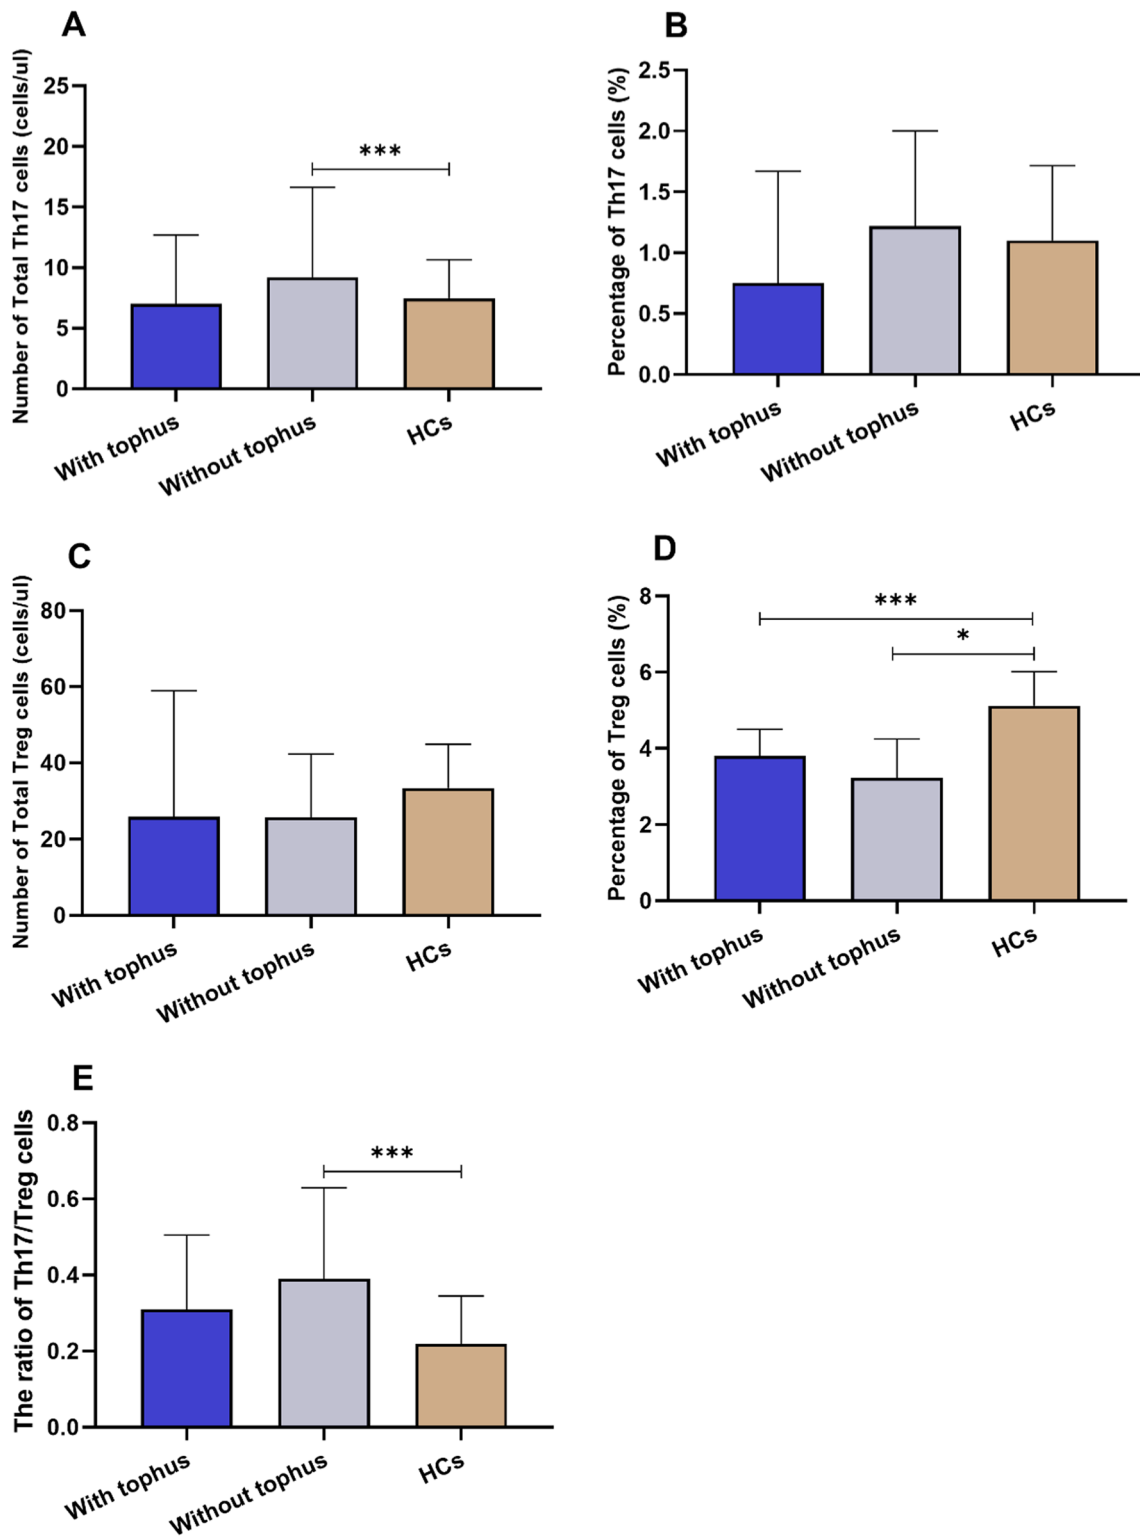 A
Number of Total Th17 cells (cells/ul)
25
20
15
10
5
0
***
With tophus
Without tophus
HCs
B
Percentage of Th17 cells (%)
2.5
2.0
1.5
1.0
0.5
0.0
With tophus
Without tophus
HCs
C
Number of Total Treg cells (cells/ul)
80
60
40
20
0
With tophus
Without tophus
HCs
D
Percentage of Treg cells (%)
8
6
4
2
0
***
*
With tophus
Without tophus
HCs
E
The ratio of Th17/Treg cells
0.8
0.6
0.4
0.2
0.0
***
With tophus
Without tophus
HCs